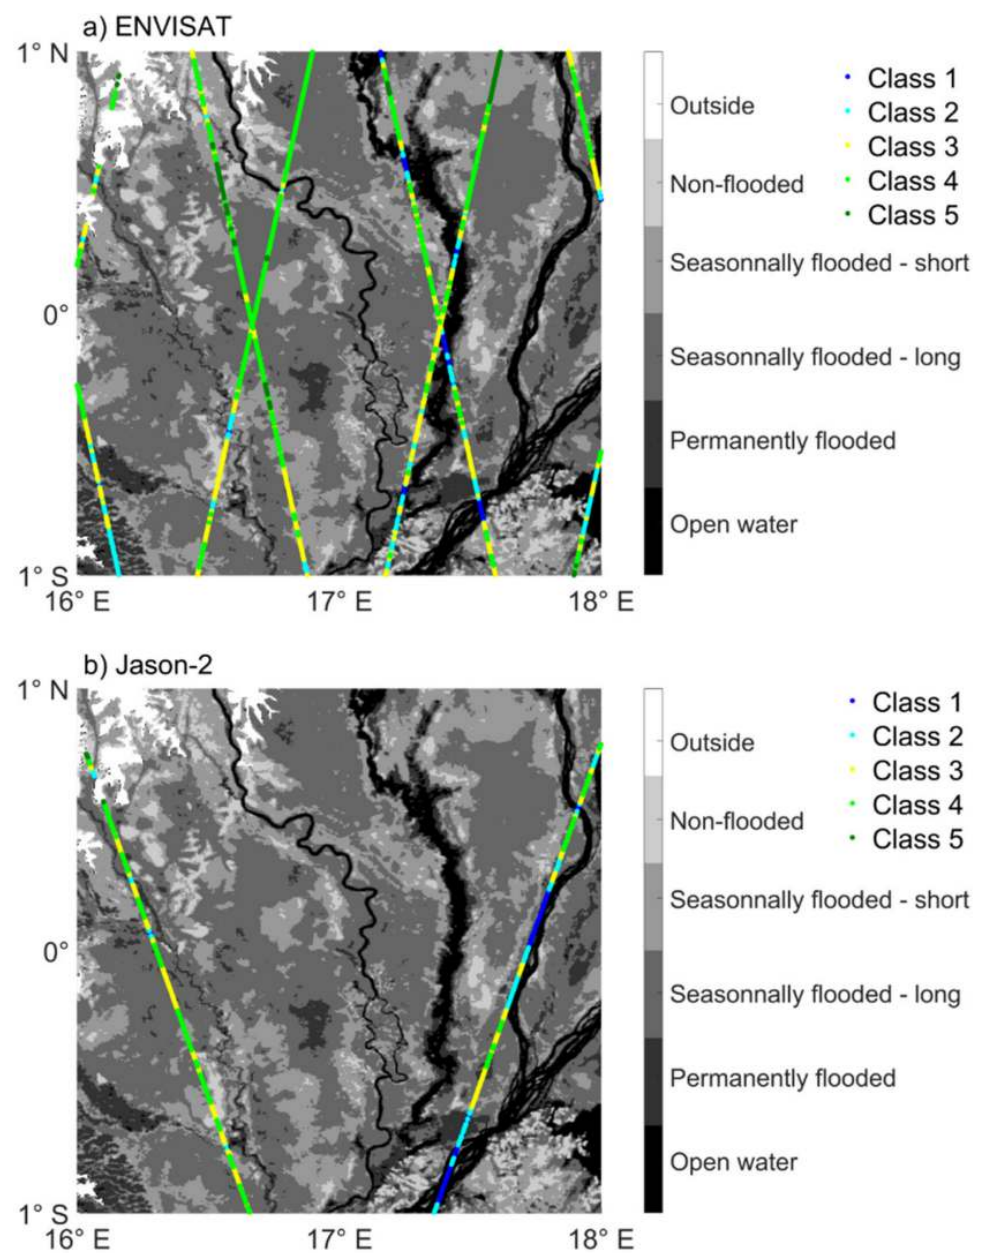 a) ENVISAT
1° N
0°
1° S
16° E
17° E
18° E
Outside
Non-flooded
Seasonnally flooded - short
Seasonnally flooded - long
Permanently flooded
Open water
Class 1
Class 2
Class 3
Class 4
Class 5
b) Jason-2
1° N
0°
1° S
16° E
17° E
18° E
Outside
Non-flooded
Seasonnally flooded - short
Seasonnally flooded - long
Permanently flooded
Open water
Class 1
Class 2
Class 3
Class 4
Class 5